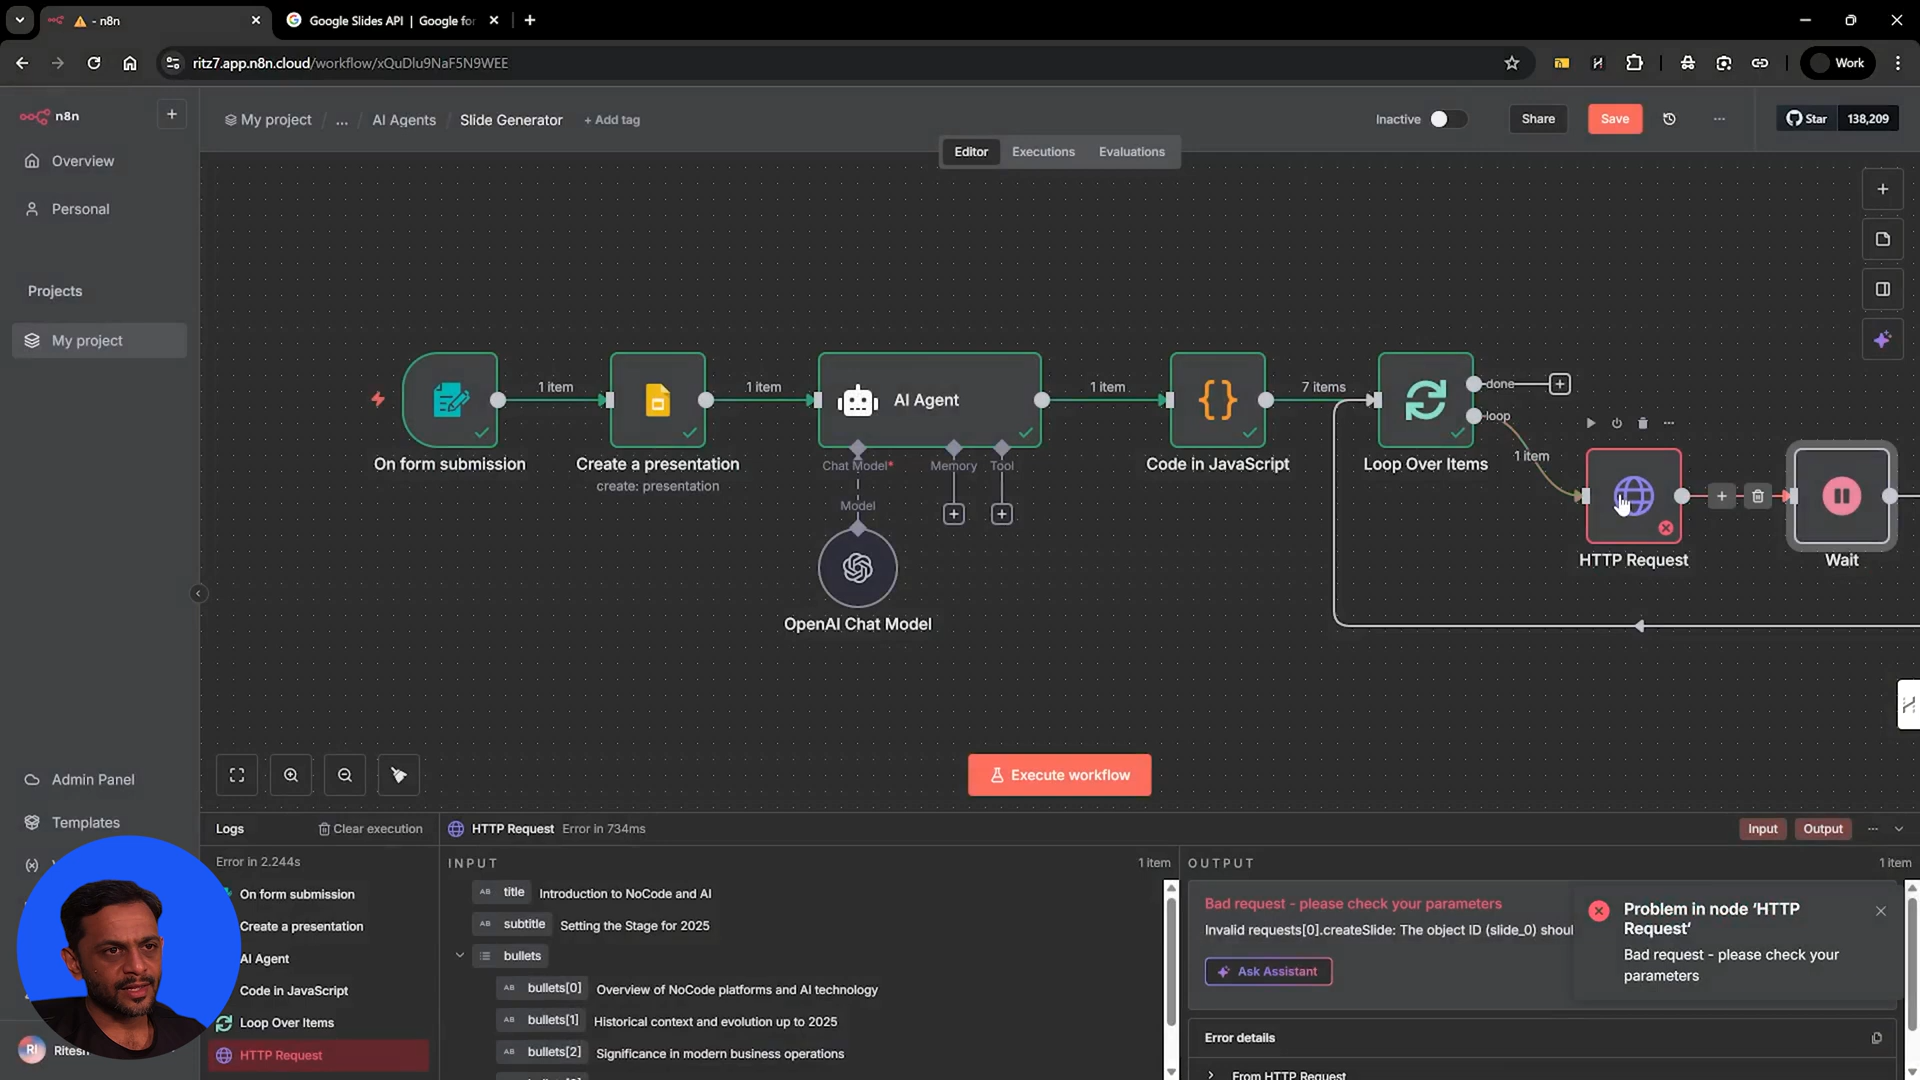 - n8n
Google Slides API | Google for
ritz7.app.n8n.cloud/workflow/xQuDlu9NaF5N9WEE
Work
n8n
My project / ... / AI Agents / Slide Generator + Add tag
Inactive
Share
Save
Star 138,209
Editor Executions Evaluations
Overview
Personal
Projects
My project
1 item
1 item
1 item
7 items
done
loop
1 item
AI Agent
On form submission
Create a presentation
create: presentation
Chat Model*
Memory
Tool
Model
OpenAI Chat Model
Code in JavaScript
Loop Over Items
HTTP Request
Wait
Execute workflow
Admin Panel
Templates
Ritesh
Logs
Clear execution
HTTP Request Error in 734ms
Input
Output
Error in 2.244s
On form submission
Create a presentation
AI Agent
Code in JavaScript
Loop Over Items
HTTP Request
INPUT
1 item
AB title Introduction to NoCode and AI
AB subtitle Setting the Stage for 2025
bullets
AB bullets[0] Overview of NoCode platforms and AI technology
AB bullets[1] Historical context and evolution up to 2025
AB bullets[2] Significance in modern business operations
OUTPUT
1 item
Bad request - please check your parameters
Invalid requests[0].createSlide: The object ID (slide_0) shoul
Ask Assistant
Error details
From HTTP Request
Problem in node ‘HTTP
Request‘
Bad request - please check your
parameters